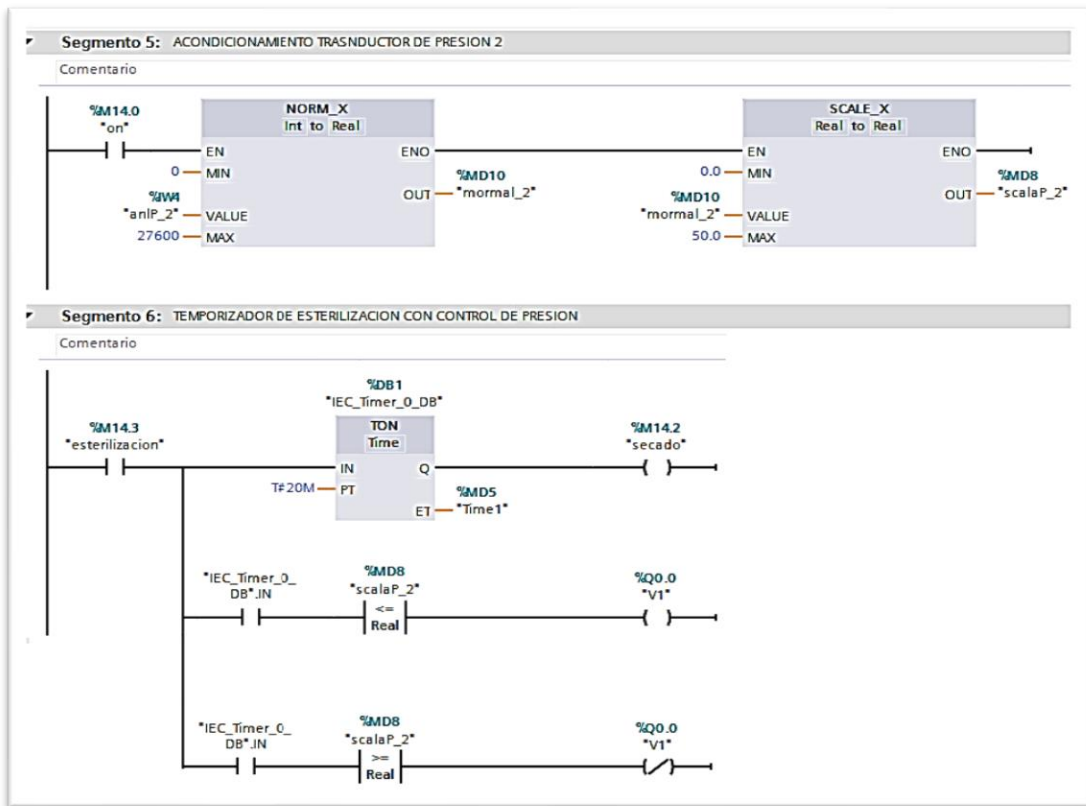 Segmento 5: ACONDICIONAMIENTO TRASNDUCTOR DE PRESION 2
Comentario
%M14.0
"on"
NORM_X
Int to Real
EN
ENO
0
MIN
%MD10
OUT
"mormal_2"
%IW4
"anlP_2"
VALUE
27600
MAX
SCALE_X
Real to Real
EN
ENO
0.0
MIN
%MD8
OUT
"scalaP_2"
%MD10
"mormal_2"
VALUE
50.0
MAX
Segmento 6: TEMPORIZADOR DE ESTERILIZACION CON CONTROL DE PRESION
Comentario
%DB1
"IEC_Timer_0_DB"
%M14.3
"esterilizacion"
TON
Time
%M14.2
"secado"
IN
Q
T#20M
PT
%MD5
ET
"Time1"
"IEC_Timer_0_
DB".IN
%MD8
"scalaP_2"
<=
Real
%Q0.0
"V1"
"IEC_Timer_0_
DB".IN
%MD8
"scalaP_2"
>=
Real
%Q0.0
"V1"